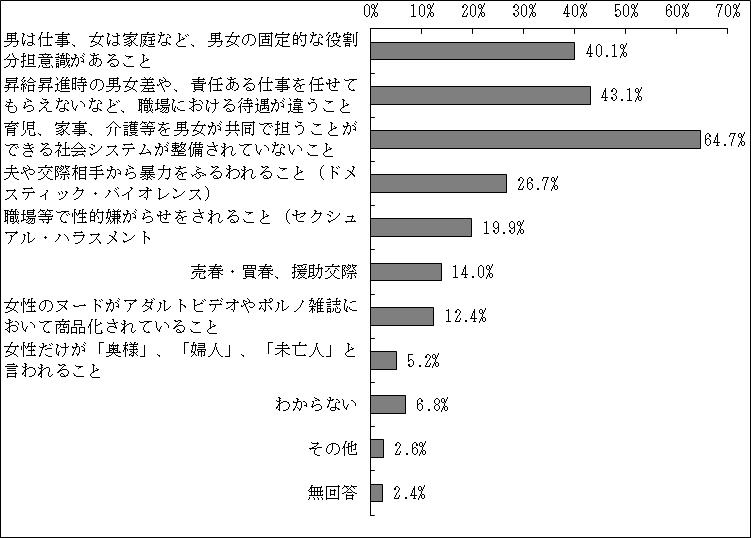 0% 10% 20% 30% 40% 50% 60% 70%
男は仕事、女は家庭など、男女の固定的な役割
分担意識があること
40.1%
昇給昇進時の男女差や、責任ある仕事を任せて
もらえないなど、職場における待遇が違うこと
43.1%
育児、家事、介護等を男女が共同で担うことが
できる社会システムが整備されていないこと
64.7%
夫や交際相手から暴力をふるわれること（ドメ
スティック・バイオレンス）
26.7%
職場等で性的嫌がらせをされること（セクシュ
アル・ハラスメント
19.9%
売春・買春、援助交際
14.0%
女性のヌードがアダルトビデオやポルノ雑誌に
おいて商品化されていること
12.4%
女性だけが「奥様」、「婦人」、「未亡人」と
言われること
5.2%
わからない
6.8%
その他
2.6%
無回答
2.4%